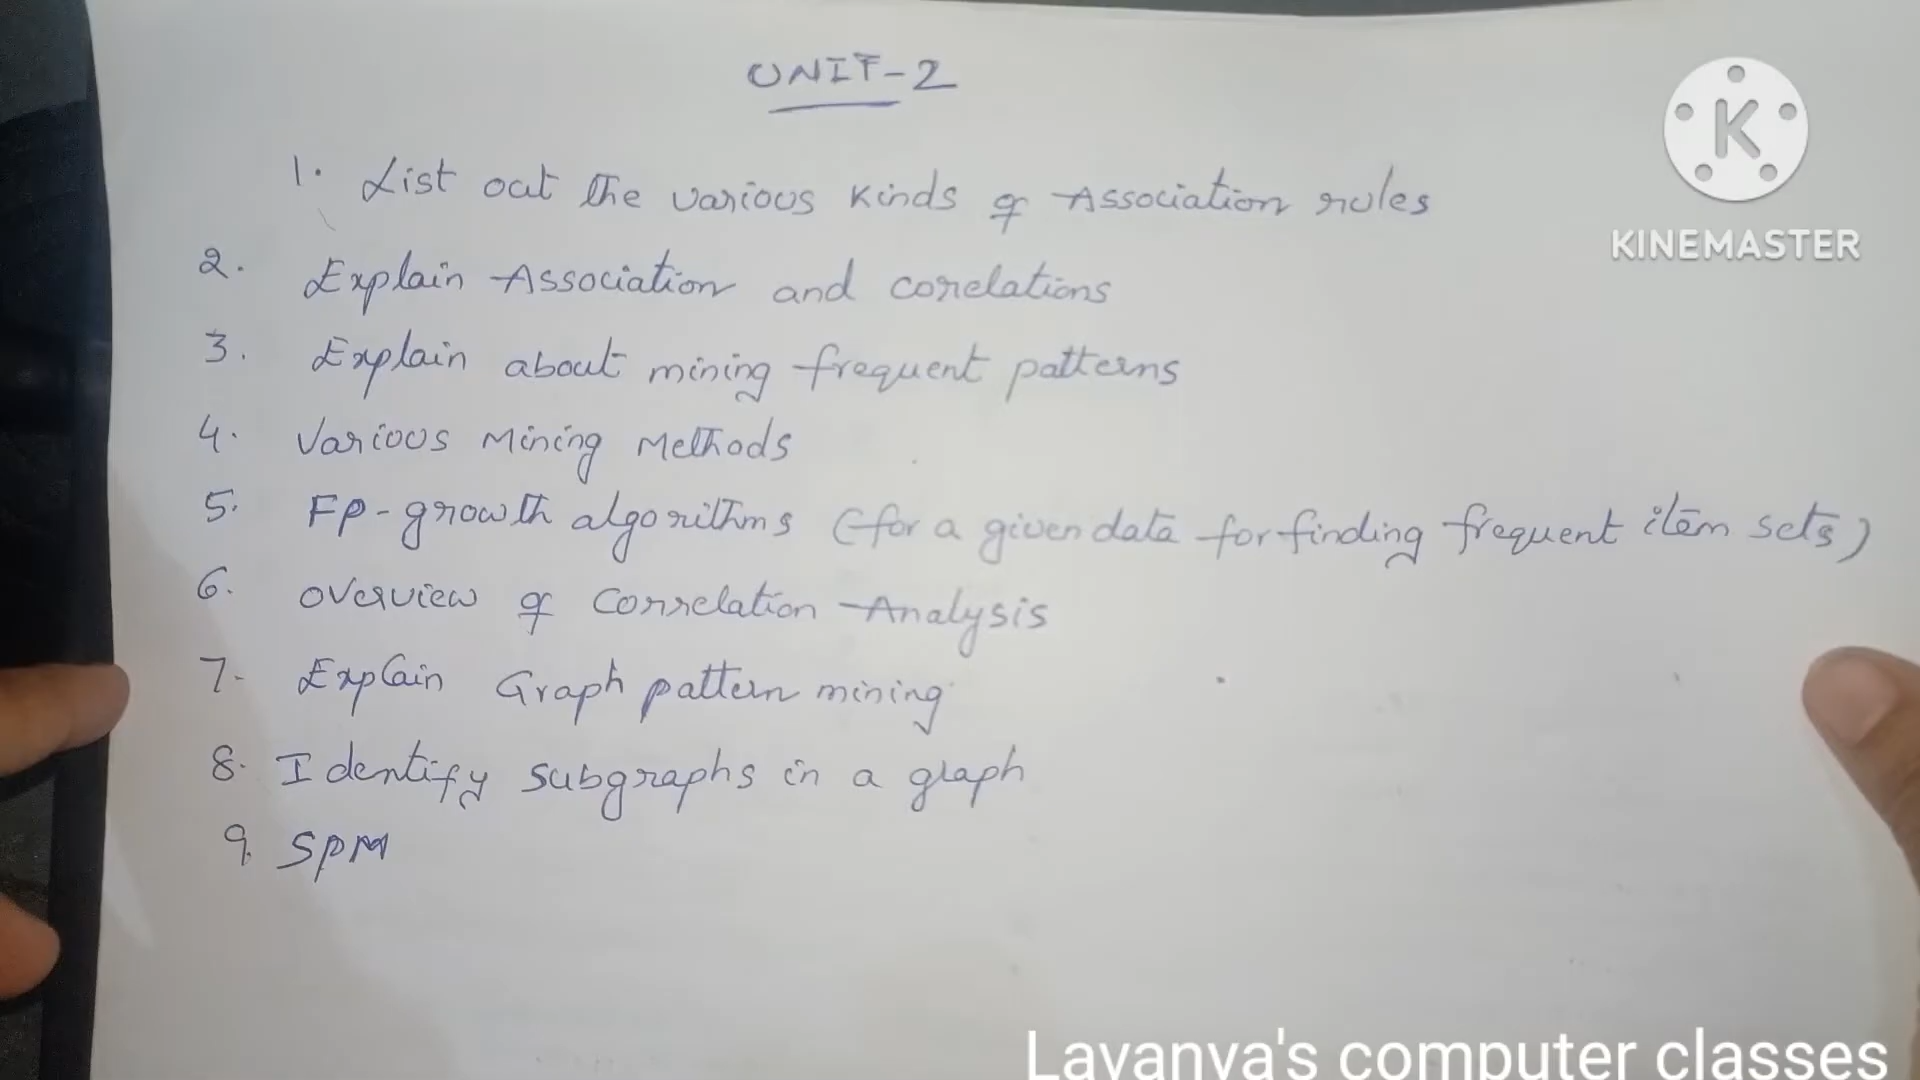 UNIT-2
1. List out the various kinds of Association rules
2. Explain Association and corelations
3. Explain about mining frequent patterns
4. Various Mining Methods
5. FP-growth algorithms (for a given data for finding frequent item sets)
6. Overview of Correlation Analysis
7. Explain Graph pattern mining
8. Identify subgraphs in a graph
9. SPM
K
KINEMASTER
Lavanya's computer classes